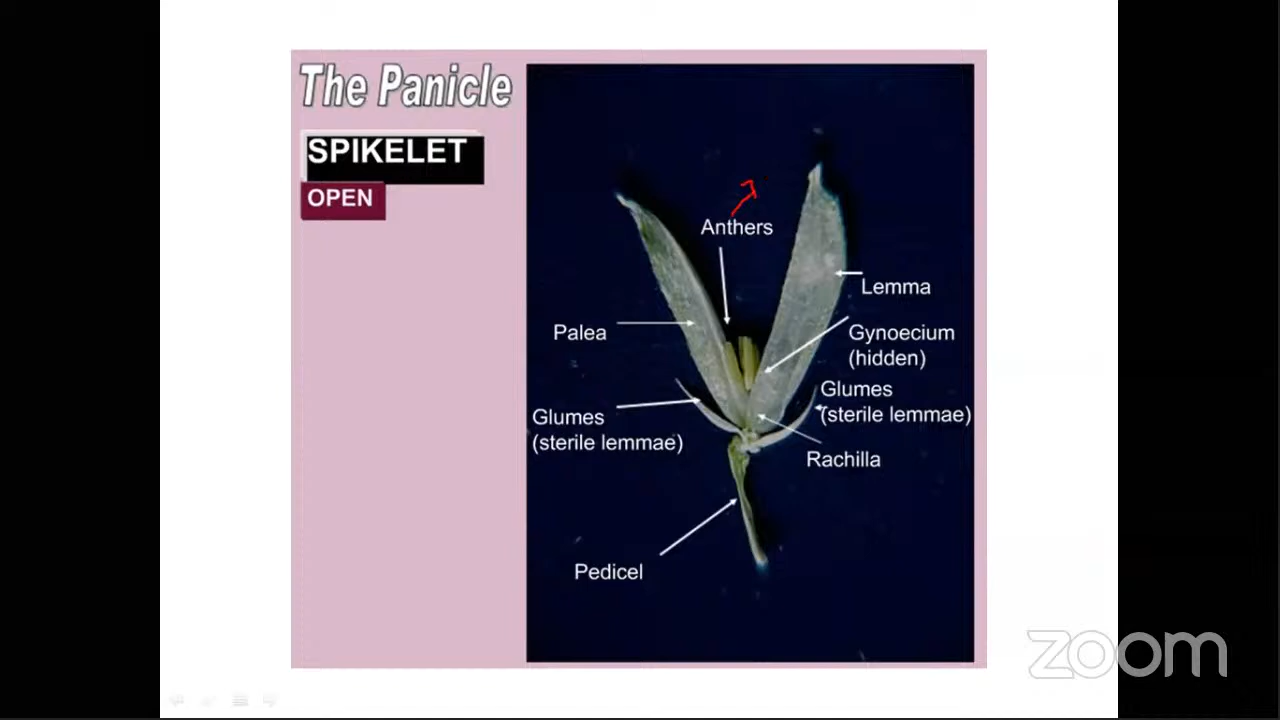 The Panicle
SPIKELET
OPEN
Anthers
Lemma
Palea
Gynoecium
(hidden)
Glumes
(sterile lemmae)
Glumes
(sterile lemmae)
Rachilla
Pedicel
zoom